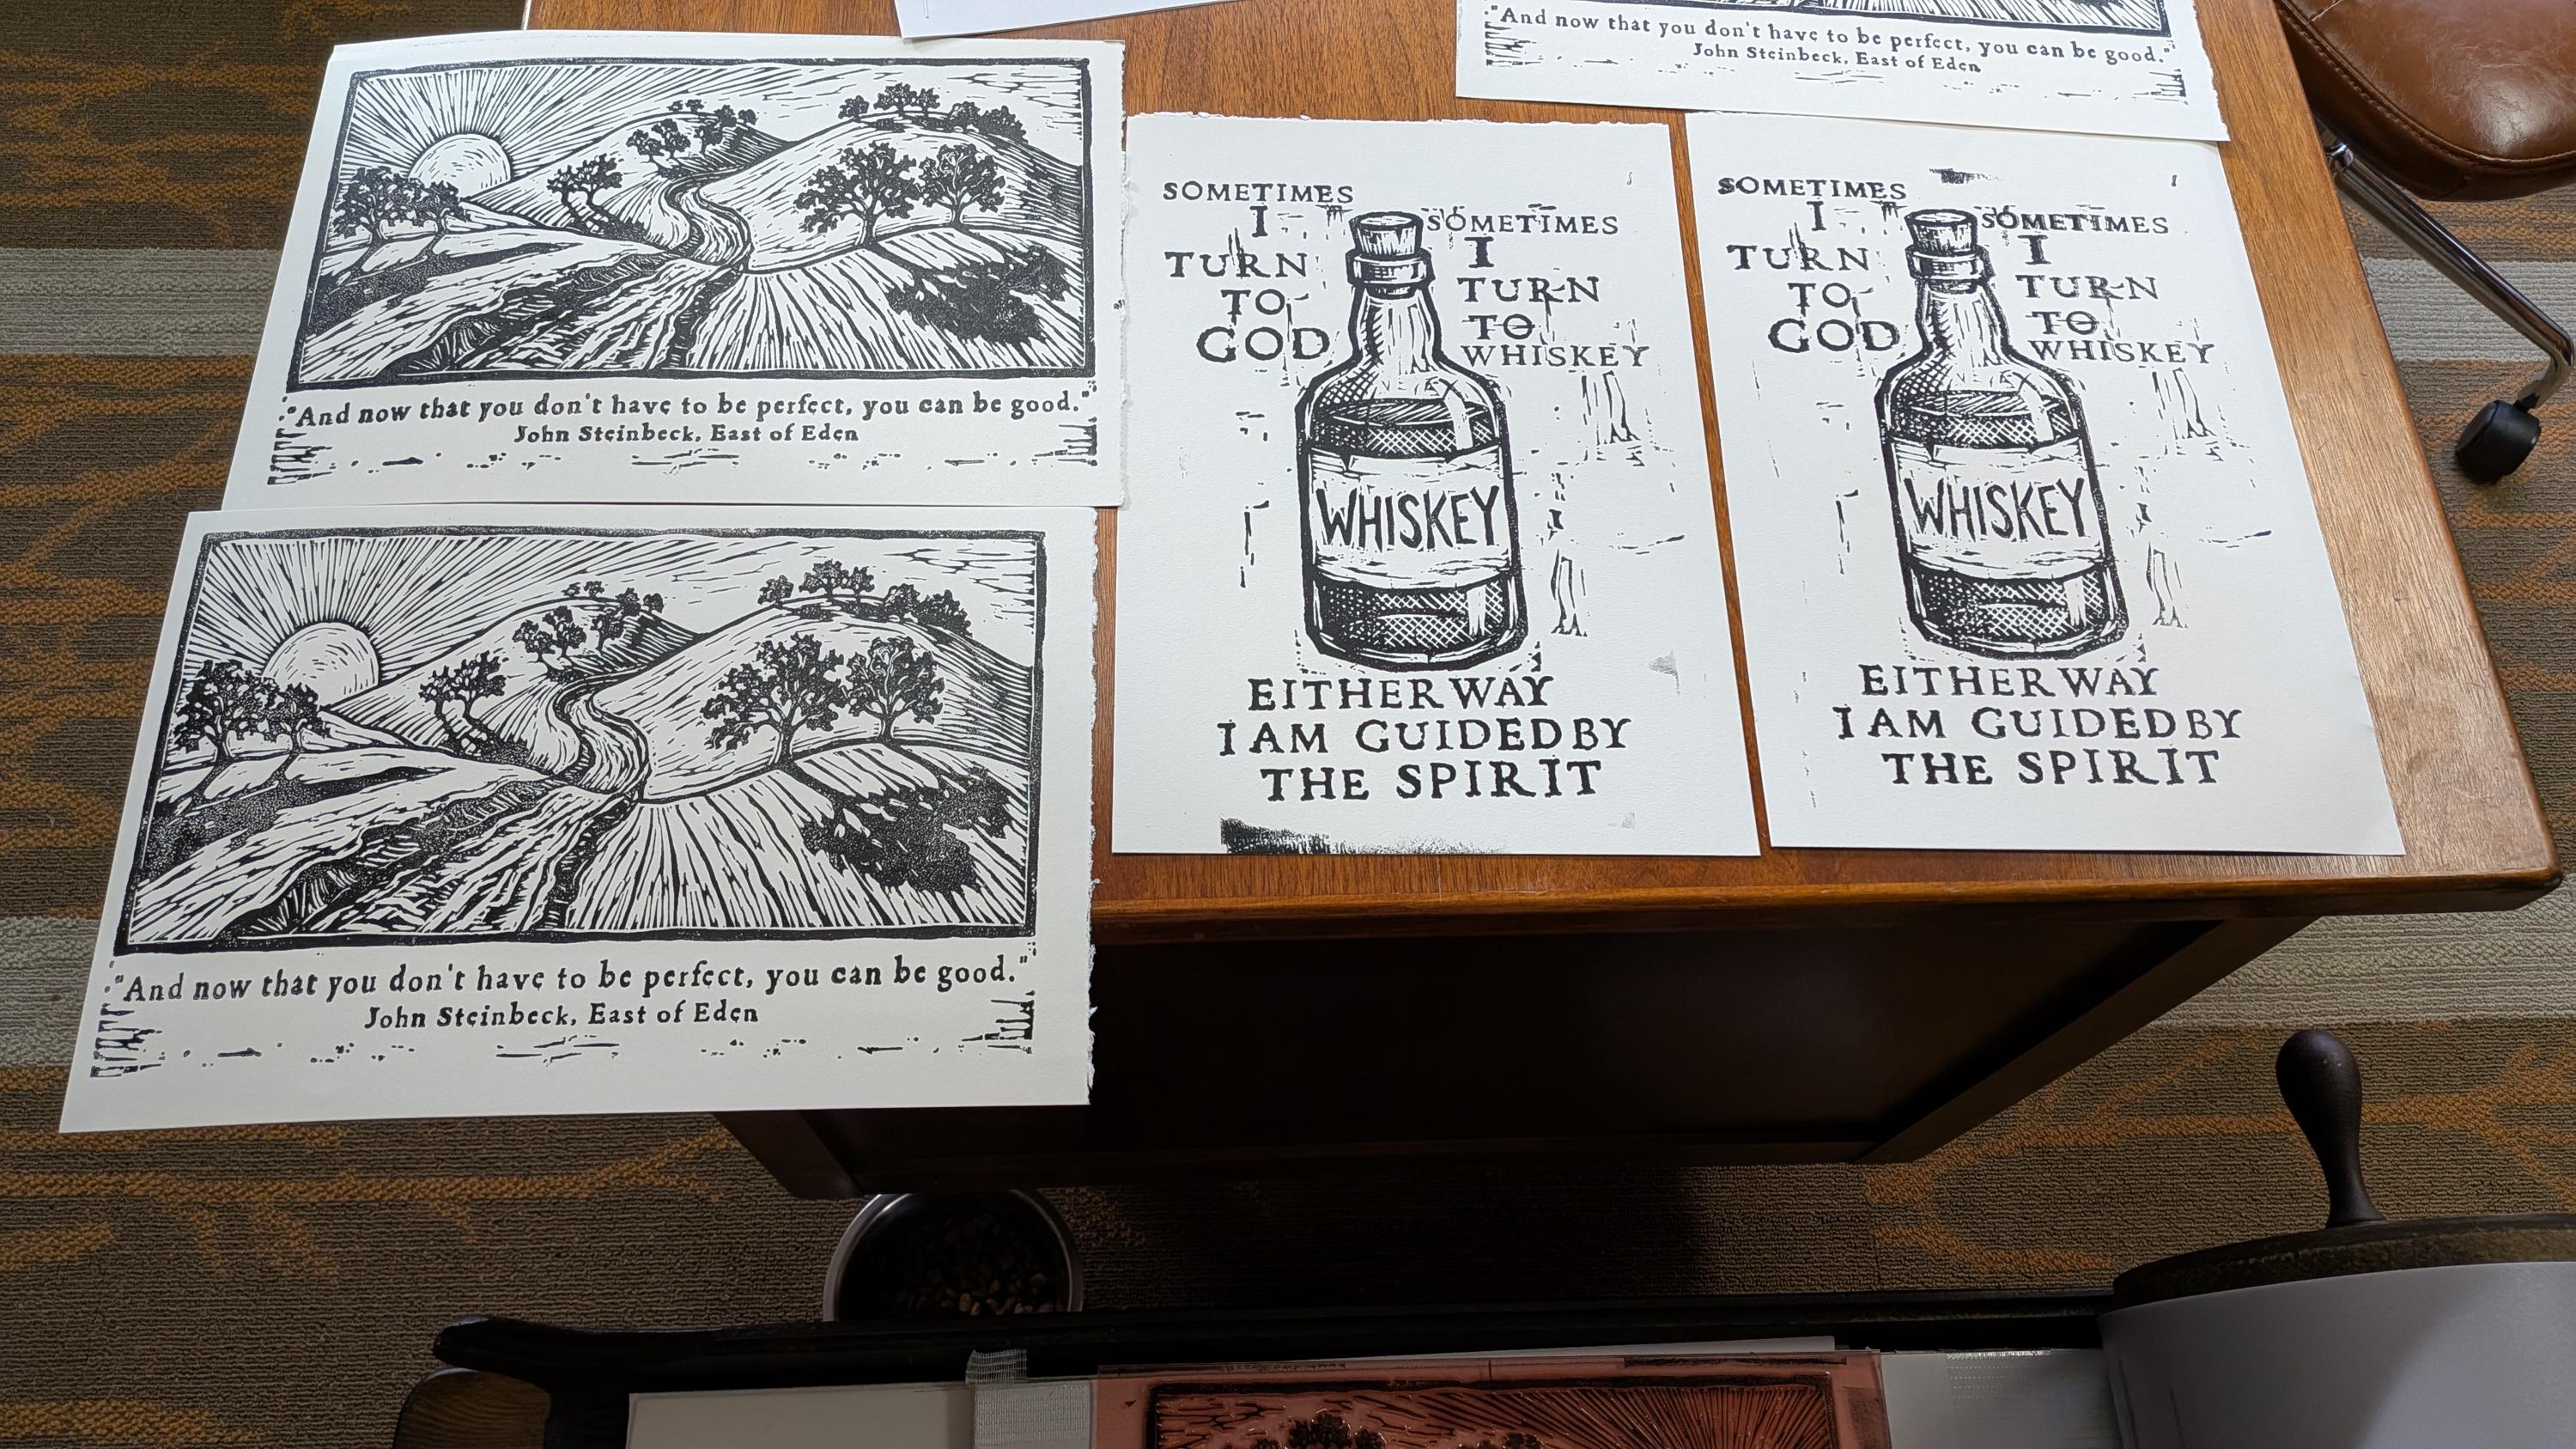 "And now that you don't have to be perfect, you can be good."
John Steinbeck, East of Eden
"And now that you don't have to be perfect, you can be good."
John Steinbeck, East of Eden
"And now that you don't have to be perfect, you can be good."
John Steinbeck, East of Eden
SOMETIMES
I
TURN
TO
GOD
SOMETIMES
I
TURN
TO
WHISKEY
WHISKEY
EITHER WAY
I AM GUIDED BY
THE SPIRIT
SOMETIMES
I
TURN
TO
GOD
SOMETIMES
I
TURN
TO
WHISKEY
WHISKEY
EITHER WAY
I AM GUIDED BY
THE SPIRIT